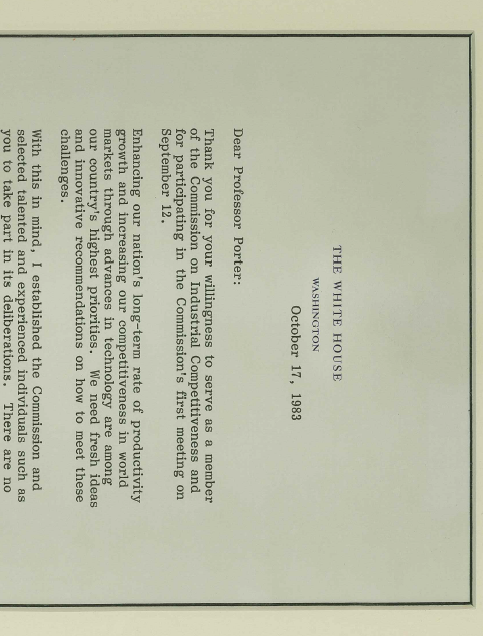 THE WHITE HOUSE
WASHINGTON
October 17, 1983
Dear Professor Porter:
Thank you for your willingness to serve as a member
of the Commission on Industrial Competitiveness and
for participating in the Commission's first meeting on
September 12.
Enhancing our nation's long-term rate of productivity
growth and increasing our competitiveness in world
markets through advances in technology are among
our country's highest priorities.  We need fresh ideas
and innovative recommendations on how to meet these
challenges.
With this in mind, I established the Commission and
selected talented and experienced individuals such as
you to take part in its deliberations.  There are no